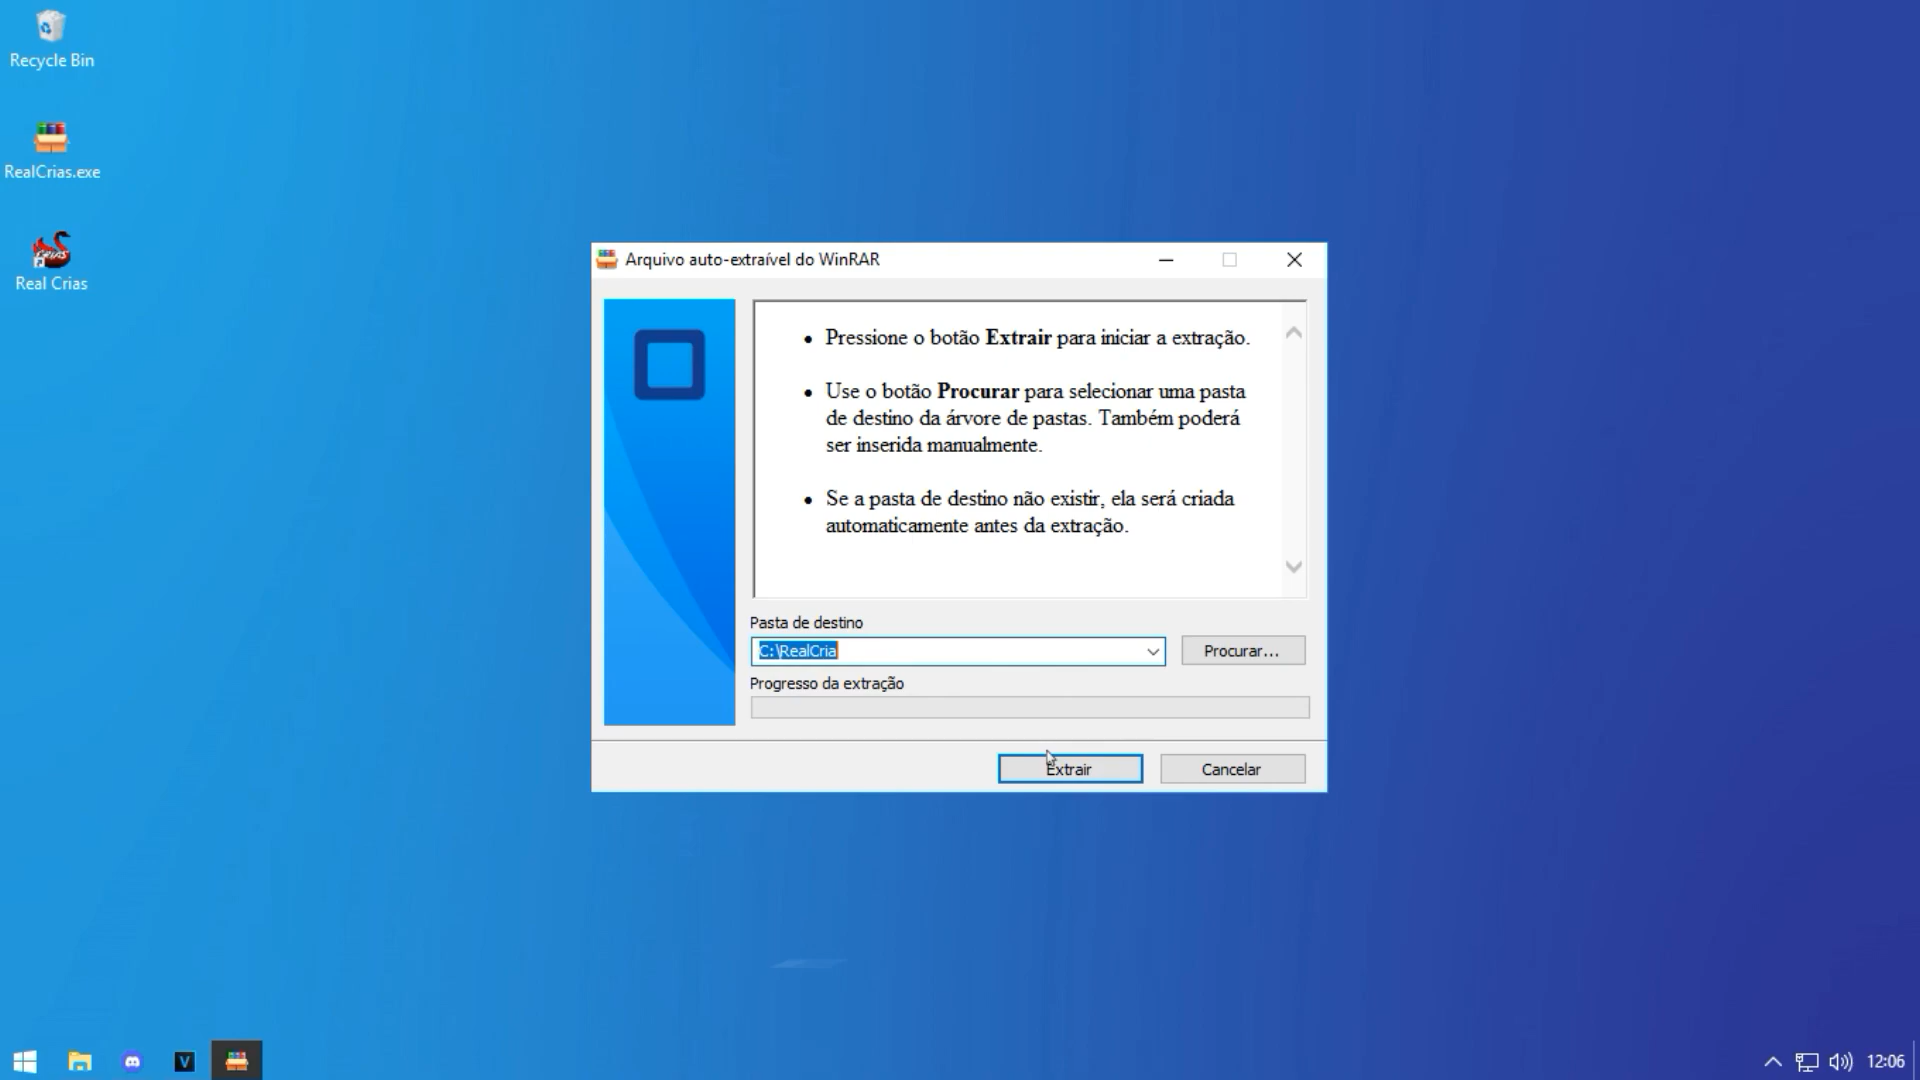 Recycle Bin
RealCrias.exe
CRIAS
Real Crias
Arquivo auto-extraível do WinRAR
• Pressione o botão Extrair para iniciar a extração.
• Use o botão Procurar para selecionar uma pasta
de destino da árvore de pastas. Também poderá
ser inserida manualmente.
• Se a pasta de destino não existir, ela será criada
automaticamente antes da extração.
Pasta de destino
C:\RealCria
Procurar...
Progresso da extração
Extrair
Cancelar
V
12:06